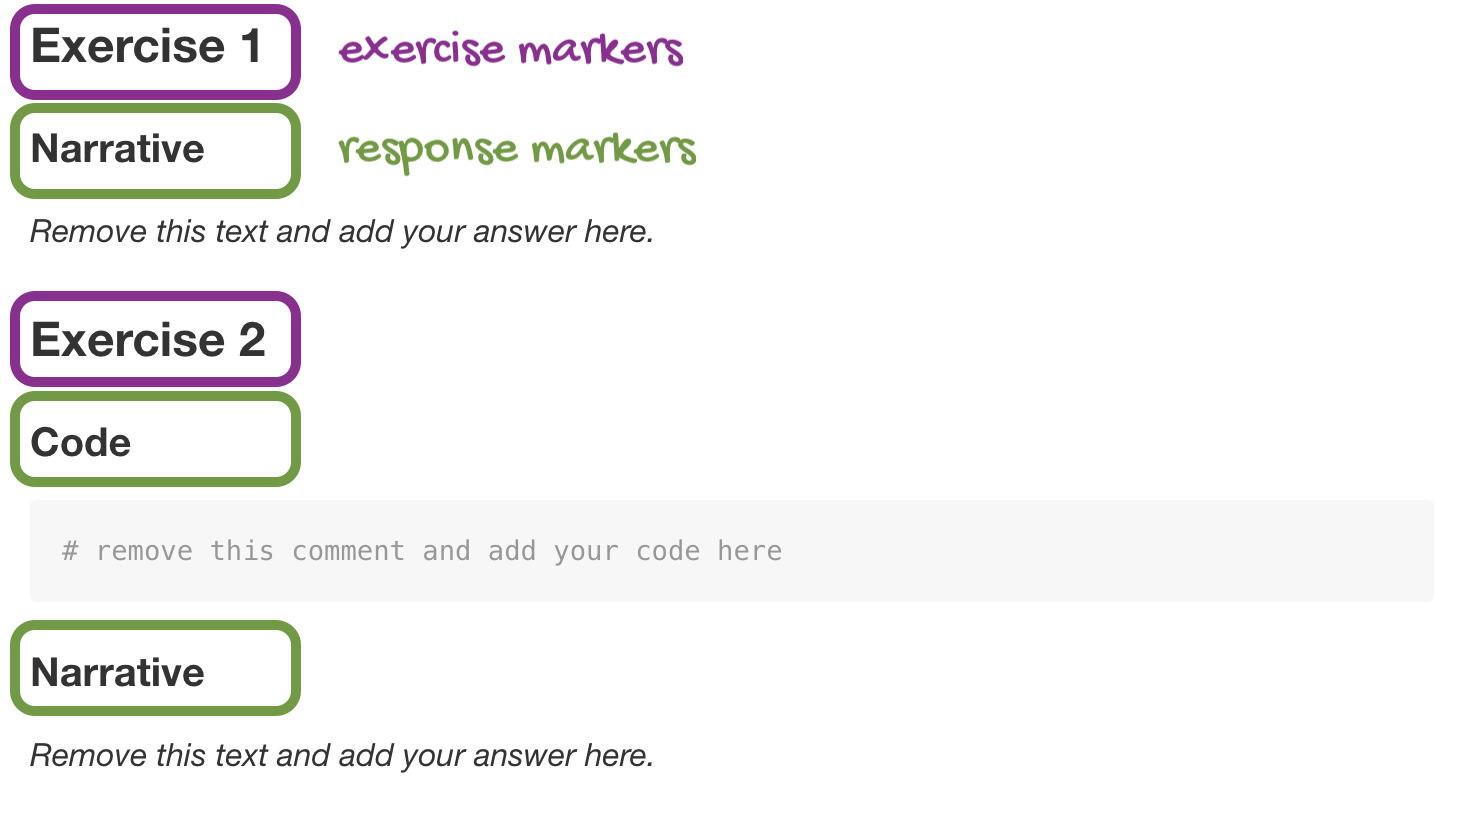 Exercise 1 exercise markers
Narrative response markers
Remove this text and add your answer here.
Exercise 2
Code
# remove this comment and add your code here
Narrative
Remove this text and add your answer here.